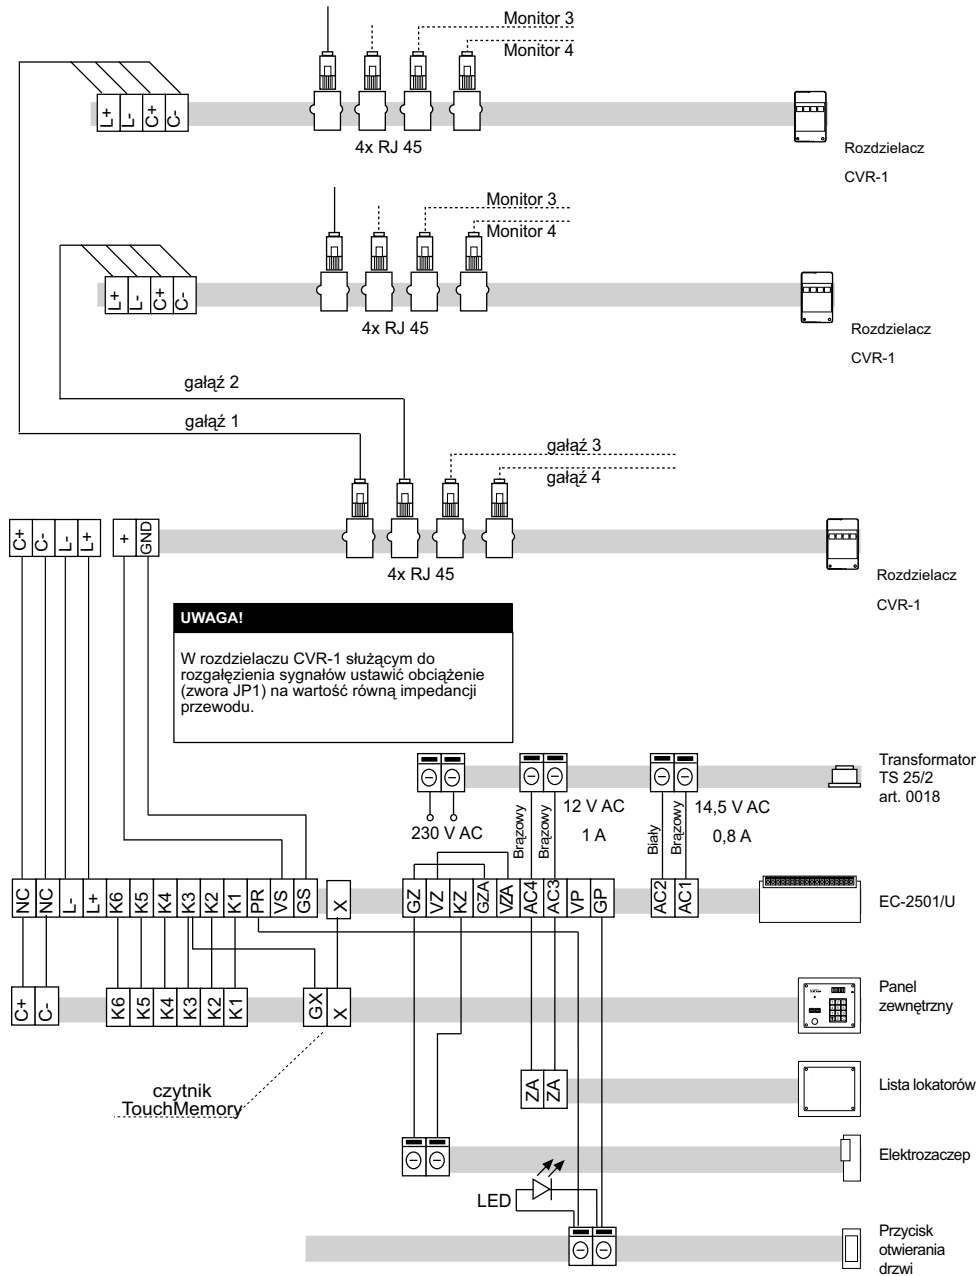 Monitor 3
Monitor 4
L+ L- C+ C-
4x RJ 45
Rozdzielacz
CVR-1
Monitor 3
Monitor 4
L+ L- C+ C-
4x RJ 45
Rozdzielacz
CVR-1
gałąź 2
gałąź 1
gałąź 3
gałąź 4
C+ C- L- L+ + GND
4x RJ 45
Rozdzielacz
CVR-1
UWAGA!
W rozdzielaczu CVR-1 służącym do
rozgałęzienia sygnałów ustawić obciążenie
(zwora JP1) na wartość równą impedancji
przewodu.
Transformator
TS 25/2
art. 0018
230 V AC
Brązowy
Brązowy
12 V AC
1 A
Biały
Brązowy
14,5 V AC
0,8 A
NC NC L- L+ K6 K5 K4 K3 K2 K1 PR VS GS X GZ VZ KZ GZA VZA AC4 AC3 VP GP AC2 AC1
EC-2501/U
C+ C- K6 K5 K4 K3 K2 K1 GX X
Panel
zewnętrzny
czytnik
TouchMemory
ZA ZA
Lista lokatorów
Elektrozaczep
LED
Przycisk
otwierania
drzwi